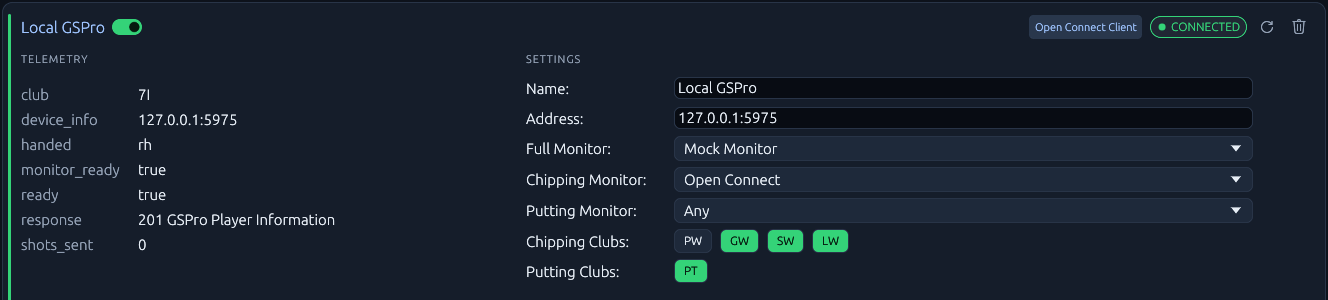 Local GSPro
Open Connect Client
CONNECTED
TELEMETRY
club 7I
device_info 127.0.0.1:5975
handed rh
monitor_ready true
ready true
response 201 GSPro Player Information
shots_sent 0
SETTINGS
Name: Local GSPro
Address: 127.0.0.1:5975
Full Monitor: Mock Monitor
Chipping Monitor: Open Connect
Putting Monitor: Any
Chipping Clubs: PW GW SW LW
Putting Clubs: PT